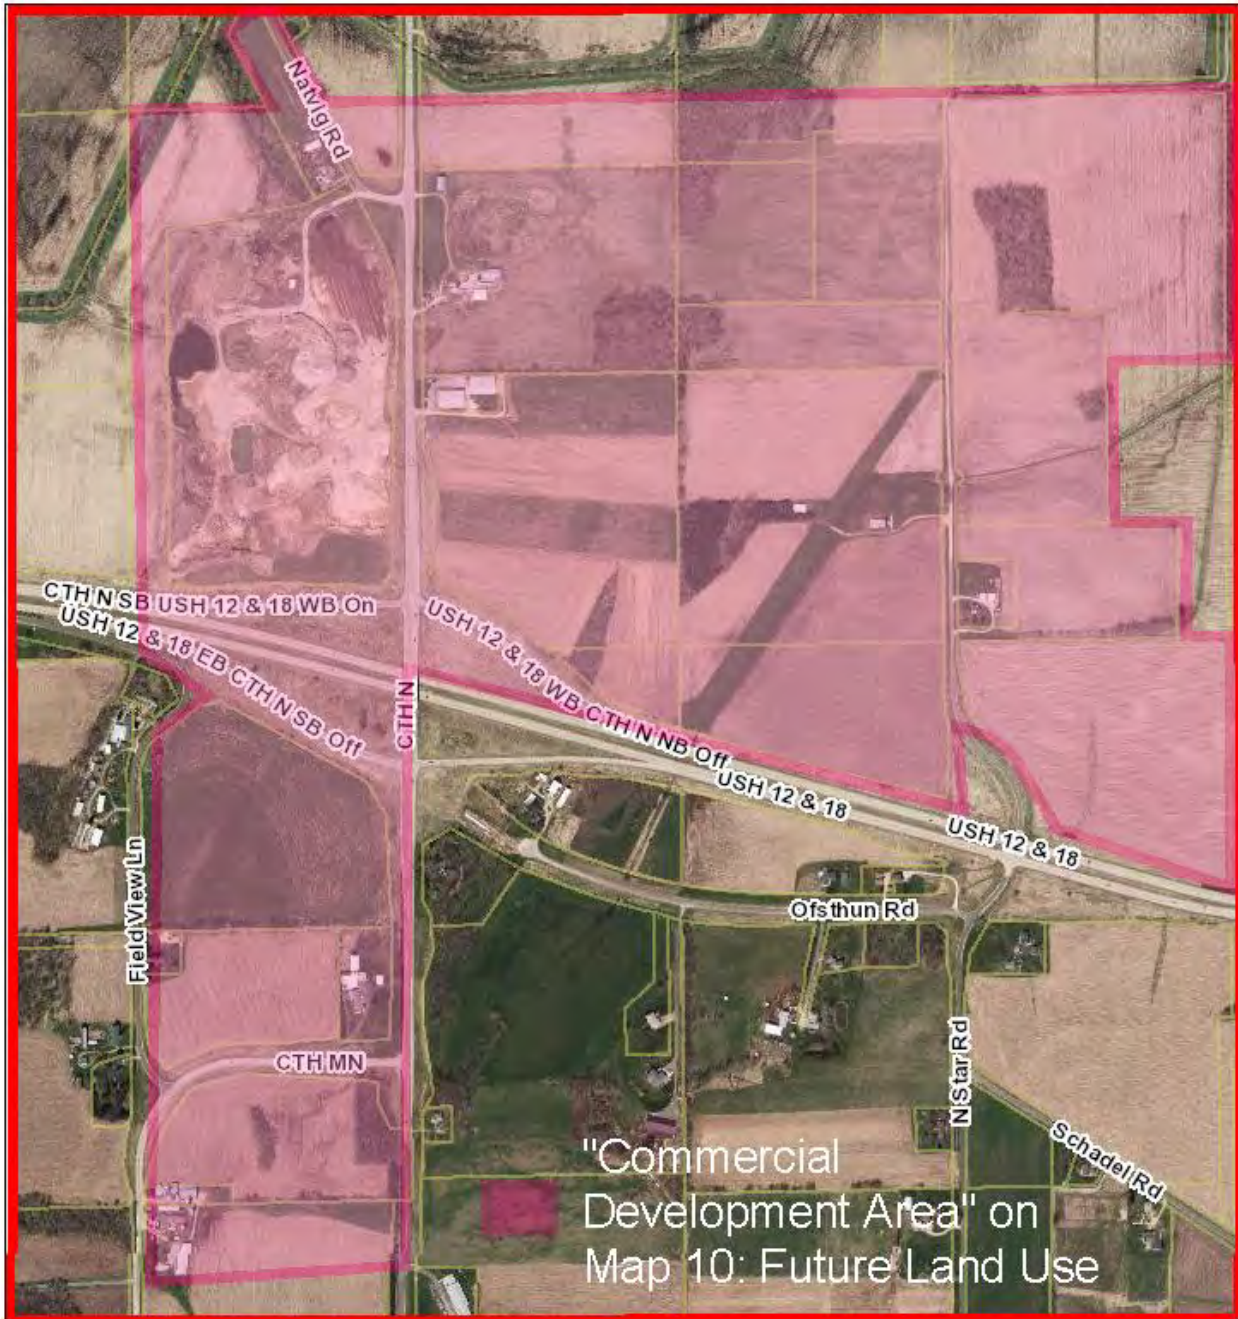 Natvig Rd
CTH N SB USH 12 & 18 WB On
USH 12 & 18 EB CTH N SB Off
USH 12 & 18 WB CTH N NB Off
CTH N
USH 12 & 18
USH 12 & 18
Field View Ln
Ofsthun Rd
CTH MN
N Star Rd
Schadel Rd
"Commercial
Development Area" on
Map 10: Future Land Use